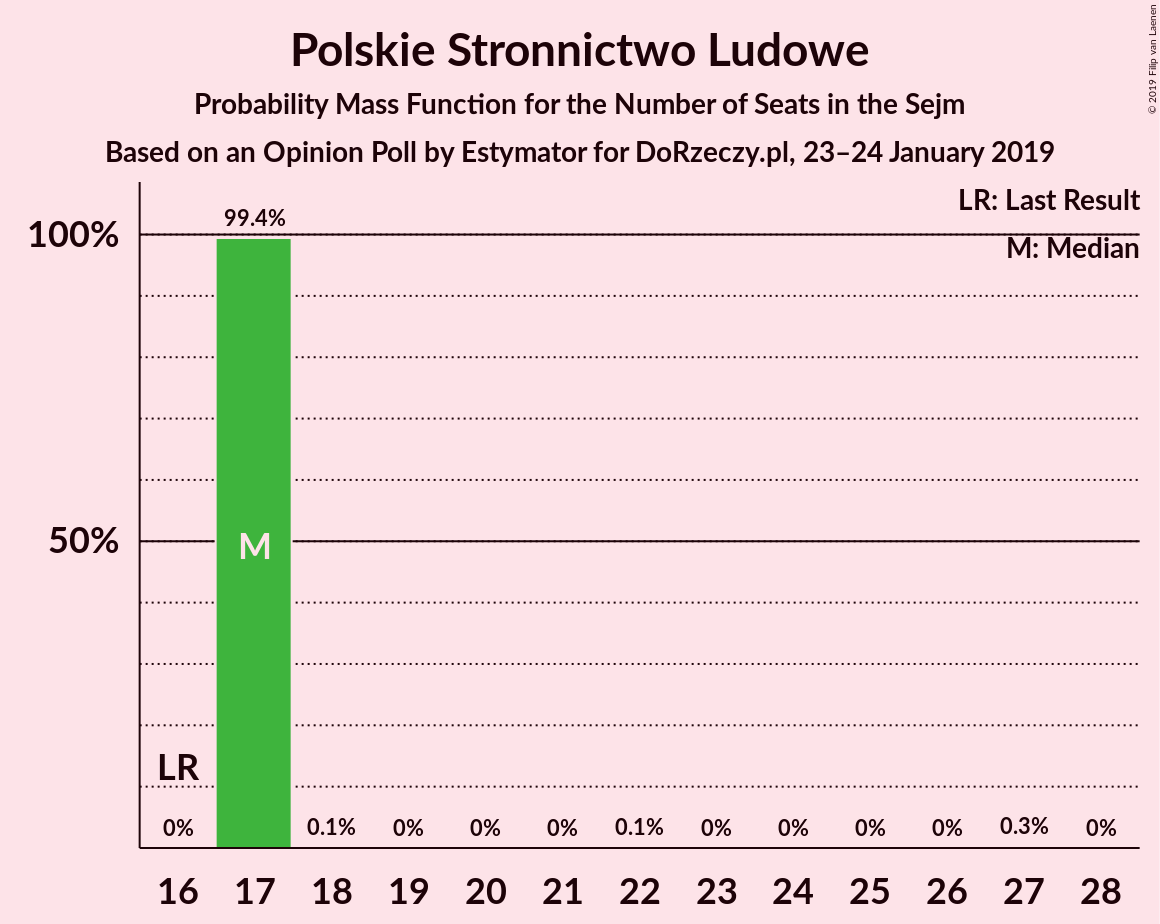 Polskie Stronnictwo Ludowe
Probability Mass Function for the Number of Seats in the Sejm
Based on an Opinion Poll by Estymator for DoRzeczy.pl, 23–24 January 2019
© 2019 Filip van Laenen
LR: Last Result
M: Median
100%
50%
99.4%
M
LR
0% 0.1% 0% 0% 0% 0.1% 0% 0% 0% 0% 0.3% 0%
16 17 18 19 20 21 22 23 24 25 26 27 28